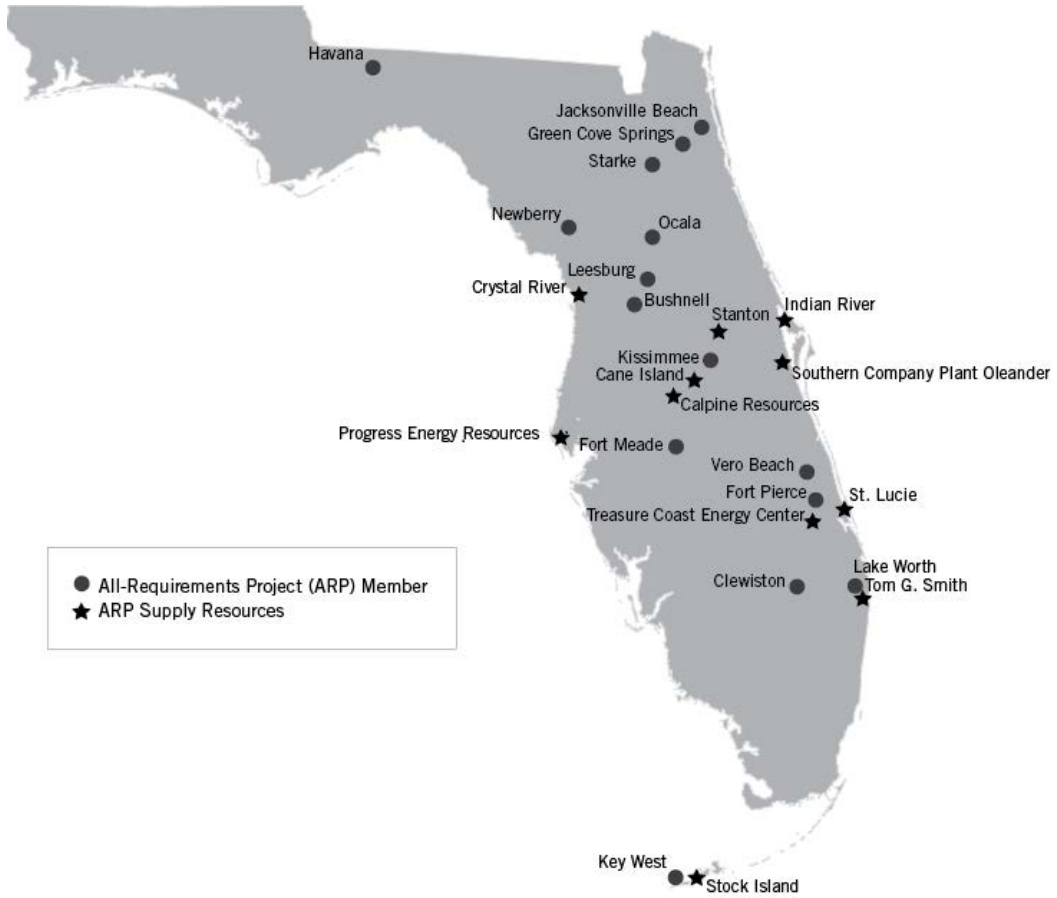 Havana
Jacksonville Beach
Green Cove Springs
Starke
Newberry
Ocala
Leesburg
Crystal River
Bushnell
Stanton
Indian River
Kissimmee
Cane Island
Southern Company Plant Oleander
Calpine Resources
Progress Energy Resources
Fort Meade
Vero Beach
Fort Pierce
St. Lucie
Treasure Coast Energy Center
Lake Worth
Clewiston
Tom G. Smith
All-Requirements Project (ARP) Member
ARP Supply Resources
Key West
Stock Island